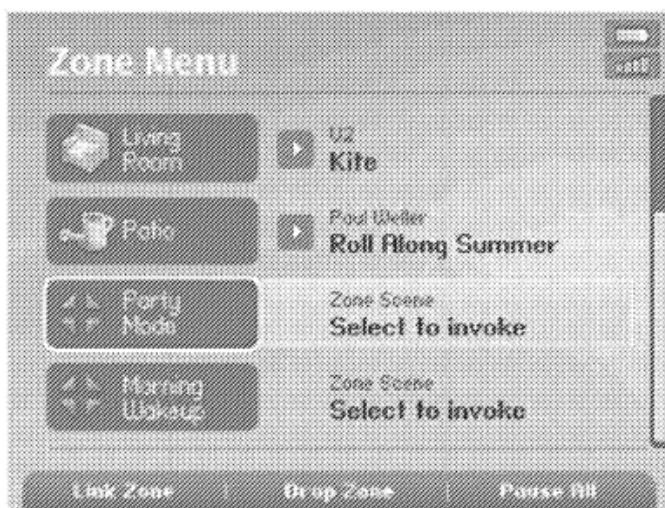 Zone Menu
Living
Room
U2
Kite
Patio
Paul Weller
Roll Along Summer
Party
Mode
Zone Scene
Select to invoke
Morning
Wakeup
Zone Scene
Select to invoke
Link Zone
Drop Zone
Pause All